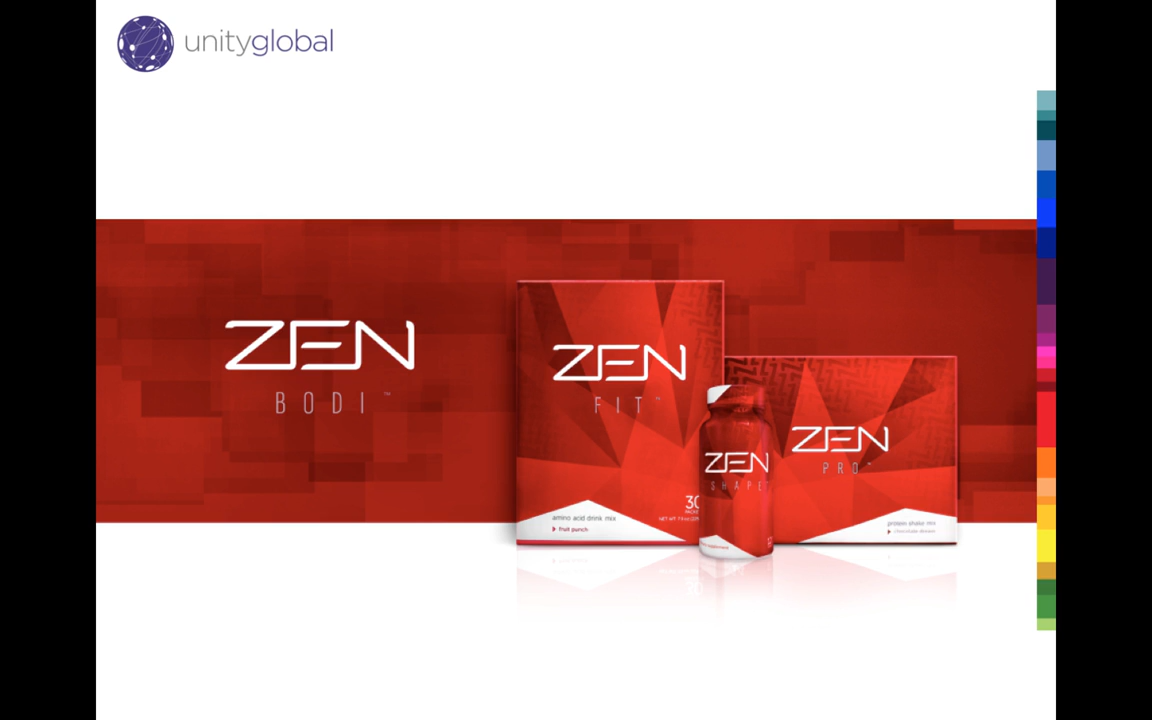 unityglobal
ZEN
BODI™
ZEN
FIT™
30
PACKETS
amino acid drink mix
fruit punch
ZEN
SHAPE
ZEN
PRO™
protein shake mix